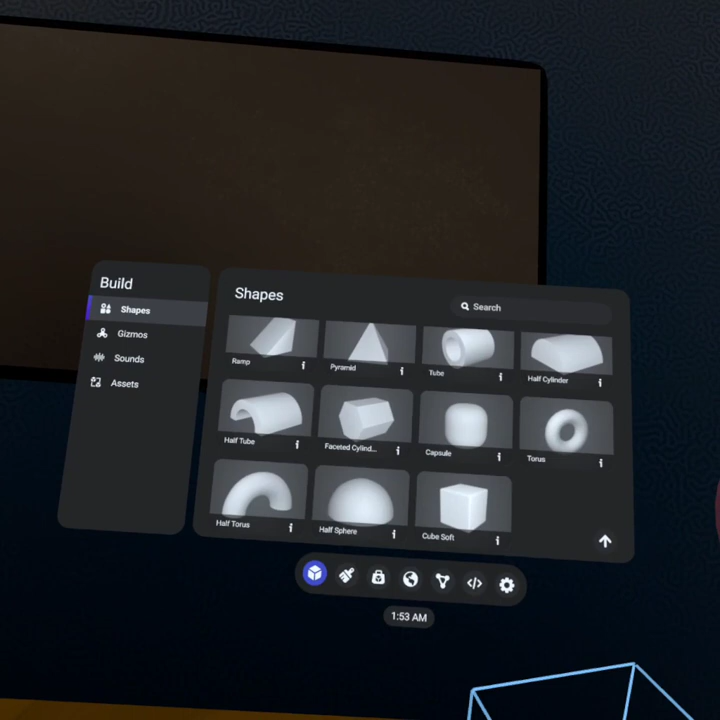 Build
Shapes
Gizmos
Sounds
Assets
Shapes
Search
Ramp
Pyramid
Tube
Half Cylinder
Half Tube
Faceted Cylind...
Capsule
Torus
Half Torus
Half Sphere
Cube Soft
1:53 AM